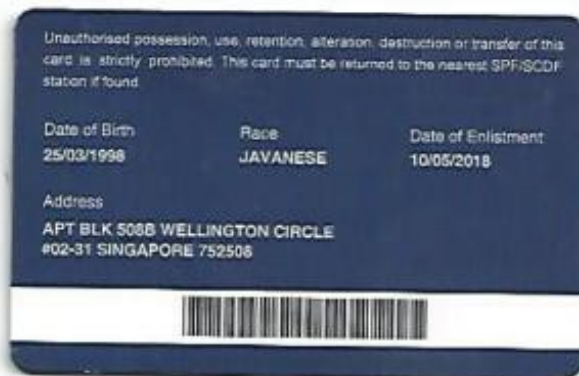 Unauthorised possession, use, retention, alteration, destruction or transfer of this
card is strictly prohibited. This card must be returned to the nearest SPF/SCDF
station if found
Date of Birth Race Date of Enlistment
25/03/1998 JAVANESE 10/05/2018
Address
APT BLK 508B WELLINGTON CIRCLE
#02-31 SINGAPORE 752508